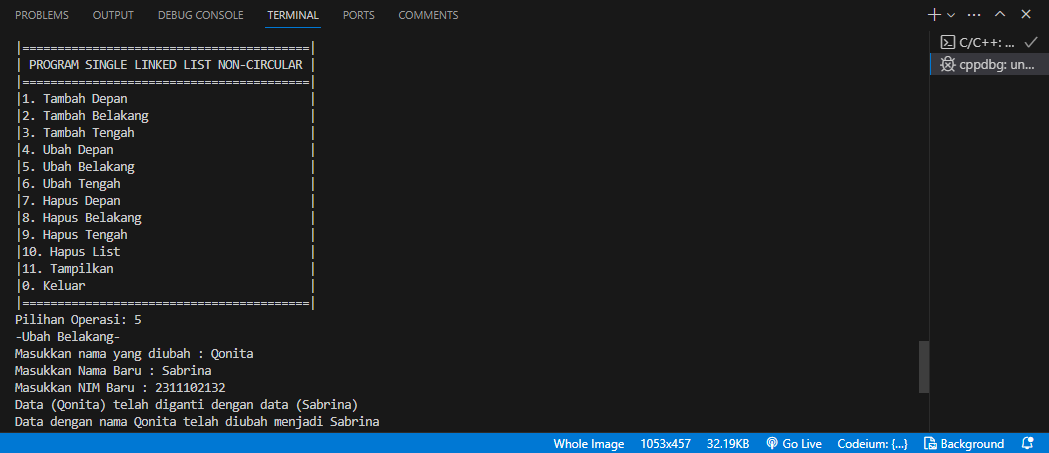 PROBLEMS OUTPUT DEBUG CONSOLE TERMINAL PORTS COMMENTS
|=========================================|
| PROGRAM SINGLE LINKED LIST NON-CIRCULAR |
|=========================================|
|1. Tambah Depan |
|2. Tambah Belakang |
|3. Tambah Tengah |
|4. Ubah Depan |
|5. Ubah Belakang |
|6. Ubah Tengah |
|7. Hapus Depan |
|8. Hapus Belakang |
|9. Hapus Tengah |
|10. Hapus List |
|11. Tampilkan |
|0. Keluar |
|=========================================|
Pilihan Operasi: 5
-Ubah Belakang-
Masukkan nama yang diubah : Qonita
Masukkan Nama Baru : Sabrina
Masukkan NIM Baru : 2311102132
Data (Qonita) telah diganti dengan data (Sabrina)
Data dengan nama Qonita telah diubah menjadi Sabrina
C/C++: ...
cppdbg: un...
Whole Image 1053x457 32.19KB Go Live Codeium: {...} Background